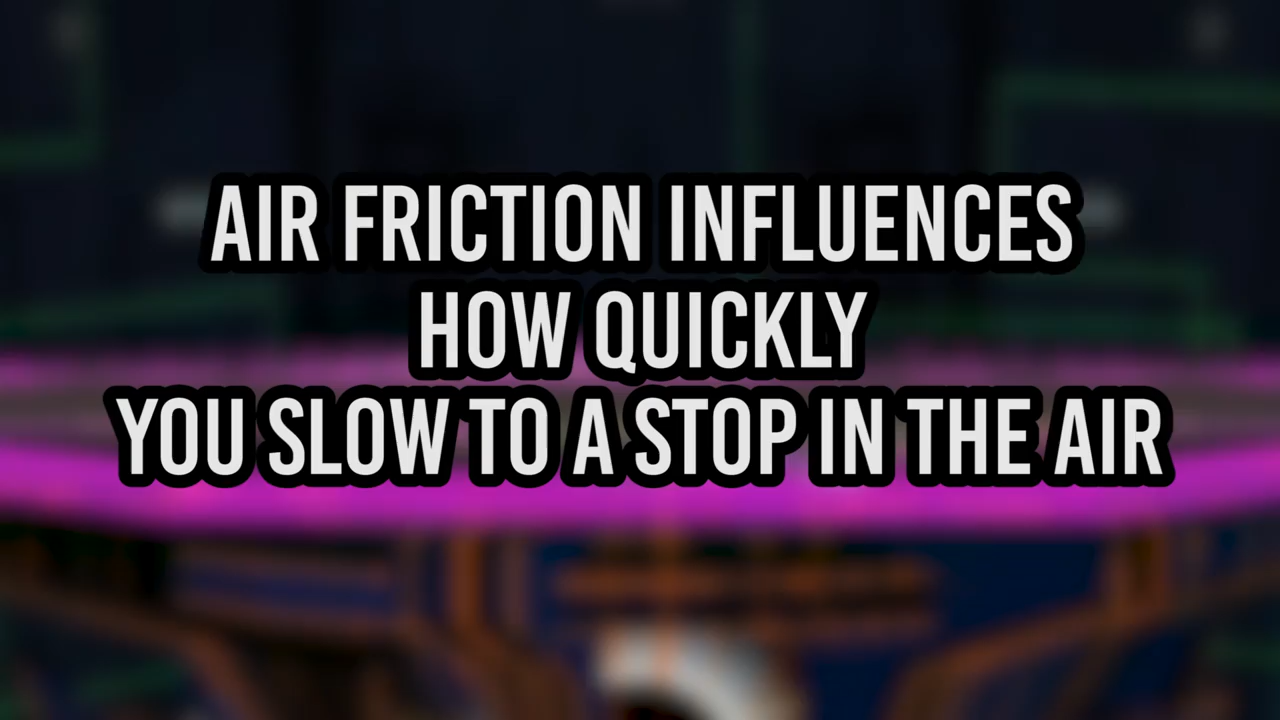 AIR FRICTION INFLUENCES
HOW QUICKLY
YOU SLOW TO A STOP IN THE AIR